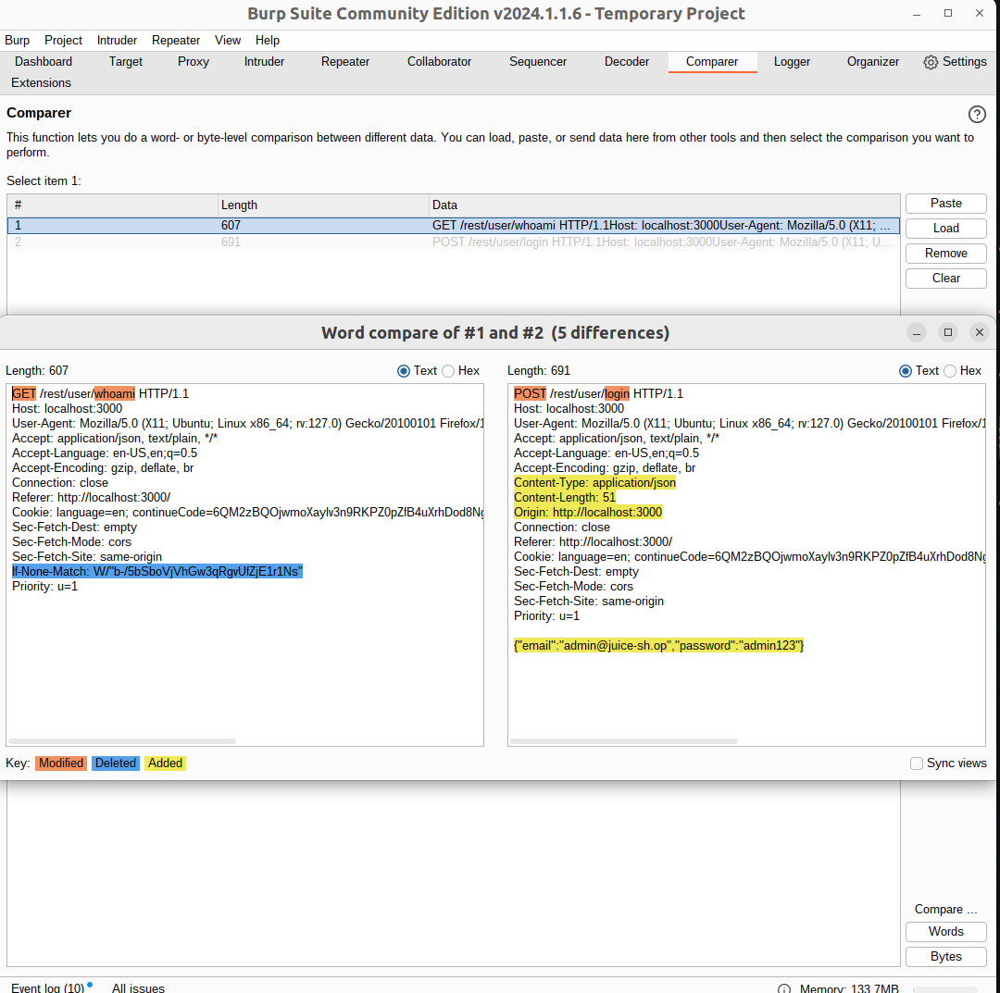 Burp Suite Community Edition v2024.1.1.6 - Temporary Project
Burp Project Intruder Repeater View Help
Dashboard Target Proxy Intruder Repeater Collaborator Sequencer Decoder Comparer Logger Organizer Settings
Extensions
Comparer
This function lets you do a word- or byte-level comparison between different data. You can load, paste, or send data here from other tools and then select the comparison you want to
perform.
Select item 1:
# Length Data
1 607 GET /rest/user/whoami HTTP/1.1Host: localhost:3000User-Agent: Mozilla/5.0 (X11; ...
2 691 POST /rest/user/login HTTP/1.1Host: localhost:3000User-Agent: Mozilla/5.0 (X11; U...
Paste
Load
Remove
Clear
Word compare of #1 and #2 (5 differences)
Length: 607 Text Hex
GET /rest/user/whoami HTTP/1.1
Host: localhost:3000
User-Agent: Mozilla/5.0 (X11; Ubuntu; Linux x86_64; rv:127.0) Gecko/20100101 Firefox/1
Accept: application/json, text/plain, */*
Accept-Language: en-US,en;q=0.5
Accept-Encoding: gzip, deflate, br
Connection: close
Referer: http://localhost:3000/
Cookie: language=en; continueCode=6QM2zBQOjwmoXaylv3n9RKPZ0pZfB4uXrhDod8Ng
Sec-Fetch-Dest: empty
Sec-Fetch-Mode: cors
Sec-Fetch-Site: same-origin
If-None-Match: W/"b-/5bSboVjVhGw3qRgvUfZjE1r1Ns"
Priority: u=1
Length: 691 Text Hex
POST /rest/user/login HTTP/1.1
Host: localhost:3000
User-Agent: Mozilla/5.0 (X11; Ubuntu; Linux x86_64; rv:127.0) Gecko/20100101 Firefox/1
Accept: application/json, text/plain, */*
Accept-Language: en-US,en;q=0.5
Accept-Encoding: gzip, deflate, br
Content-Type: application/json
Content-Length: 51
Origin: http://localhost:3000
Connection: close
Referer: http://localhost:3000/
Cookie: language=en; continueCode=6QM2zBQOjwmoXaylv3n9RKPZ0pZfB4uXrhDod8Ng
Sec-Fetch-Dest: empty
Sec-Fetch-Mode: cors
Sec-Fetch-Site: same-origin
Priority: u=1
{"email":"admin@juice-sh.op","password":"admin123"}
Key: Modified Deleted Added
Sync views
Compare ...
Words
Bytes
Event log (10) All issues Memory: 133.7MB